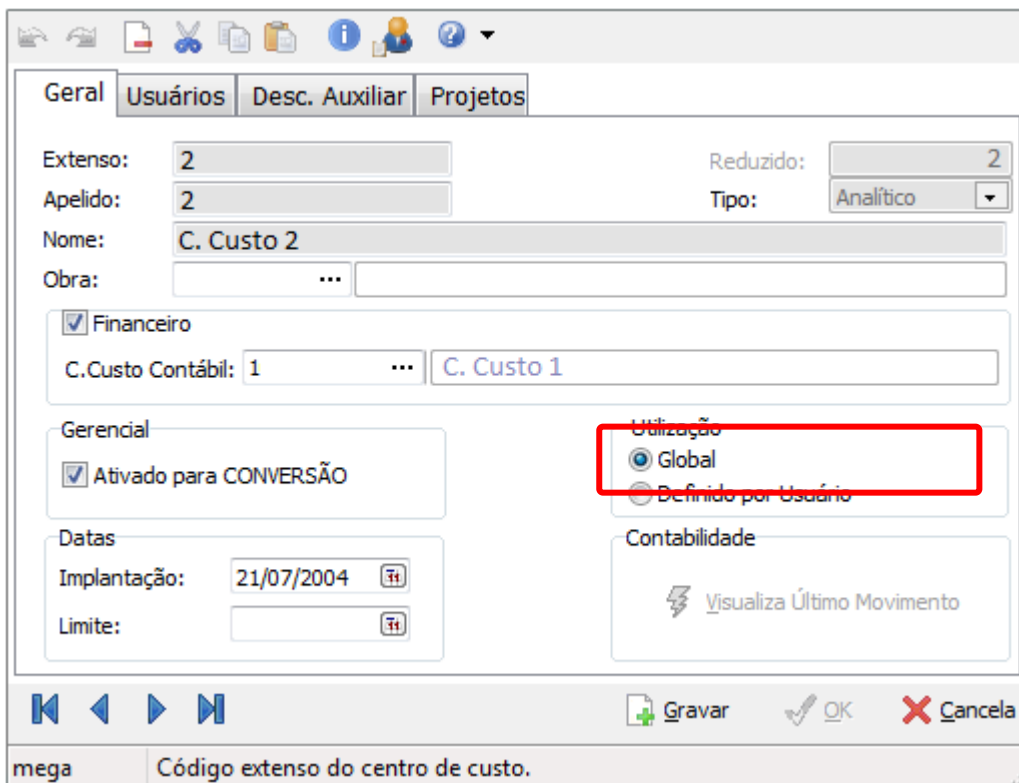 Geral Usuários Desc. Auxiliar Projetos
Extenso: 2 Reduzido: 2
Apelido: 2 Tipo: Analítico
Nome: C. Custo 2
Obra: ...
Financeiro
C.Custo Contábil: 1 ... C. Custo 1
Gerencial Utilização
Ativado para CONVERSÃO Global
Definido por Usuário
Datas Contabilidade
Implantação: 21/07/2004
Visualiza Último Movimento
Limite:
Gravar OK Cancela
mega Código extenso do centro de custo.